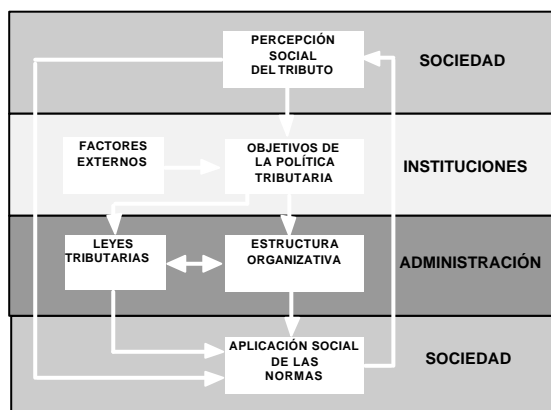 PERCEPCIÓN
SOCIAL
DEL TRIBUTO
SOCIEDAD
FACTORES
EXTERNOS
OBJETIVOS DE
LA POLÍTICA
TRIBUTARIA
INSTITUCIONES
LEYES
TRIBUTARIAS
ESTRUCTURA
ORGANIZATIVA
ADMINISTRACIÓN
APLICACIÓN SOCIAL
DE LAS
NORMAS
SOCIEDAD